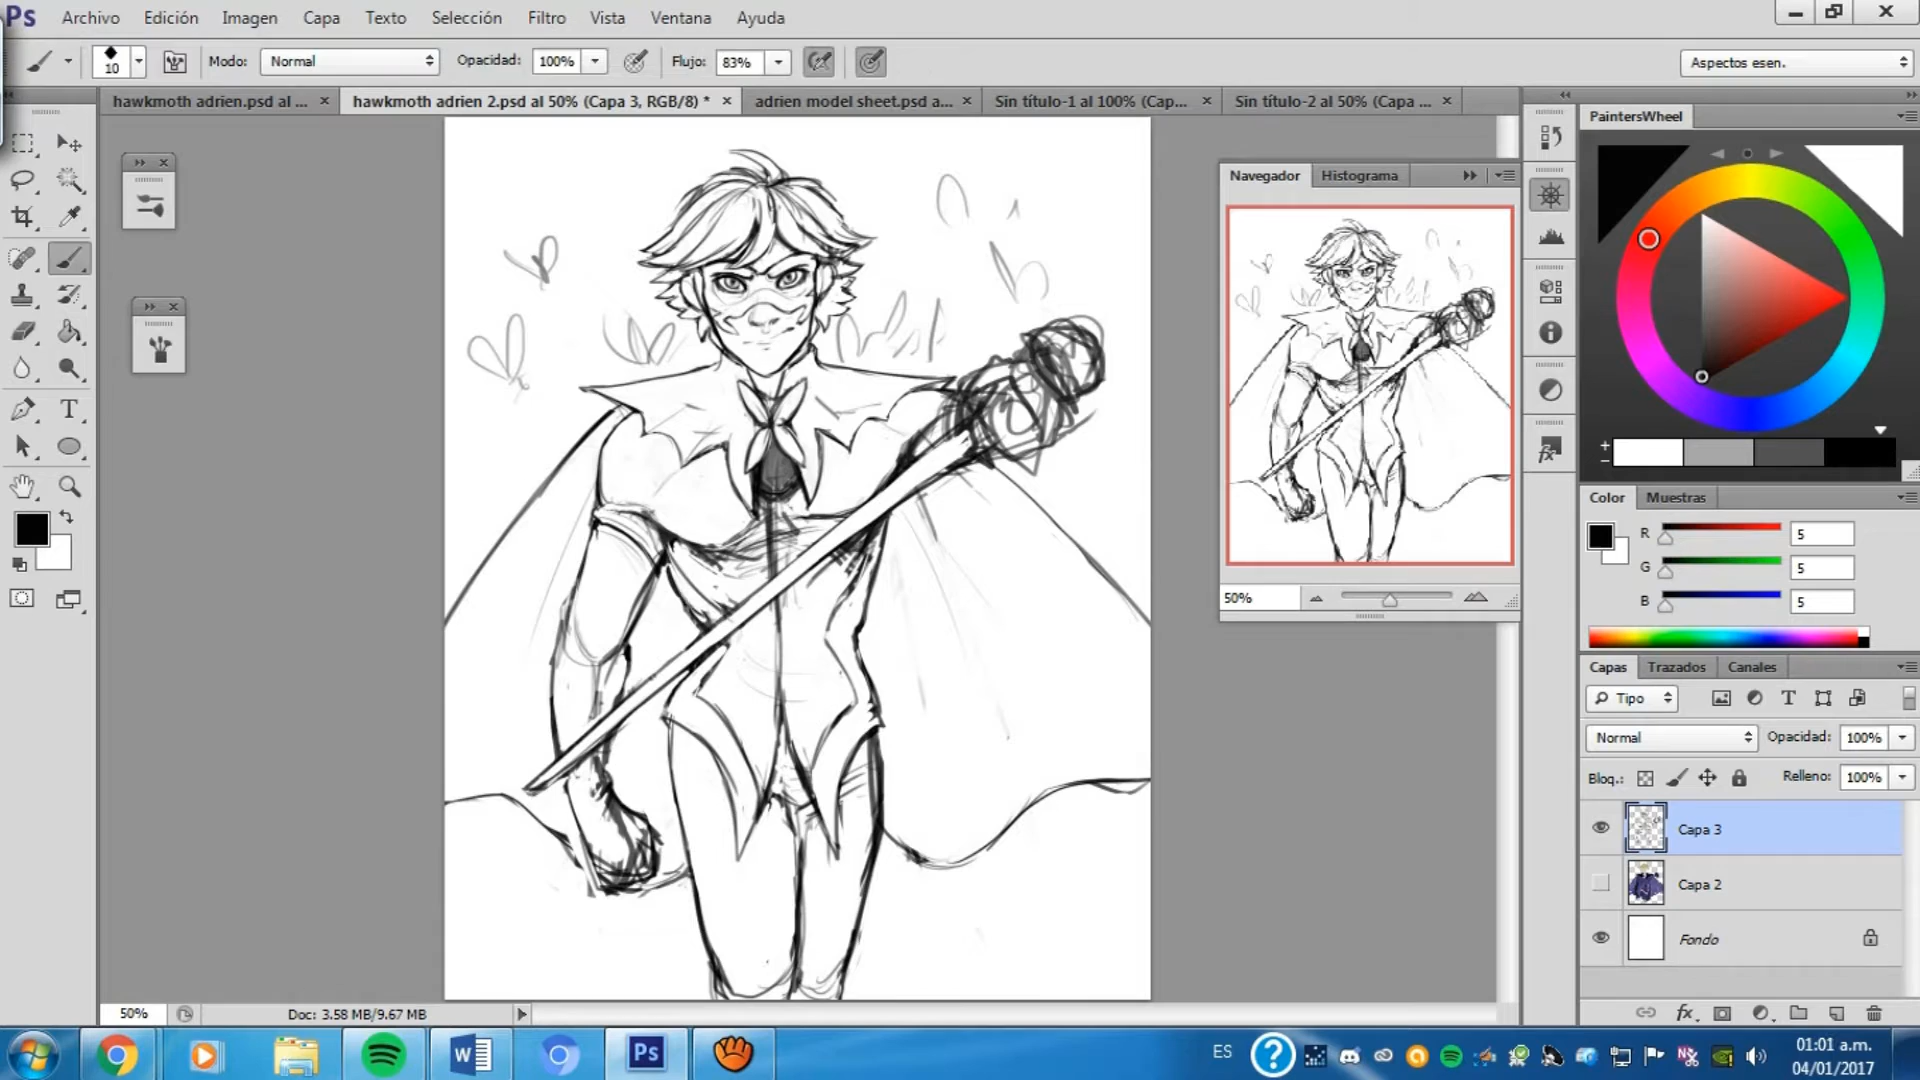 Ps Archivo Edición Imagen Capa Texto Selección Filtro Vista Ventana Ayuda
10 Modo: Normal Opacidad: 100% Flujo: 83% Aspectos esen.
hawkmoth adrien.psd al ... × hawkmoth adrien 2.psd al 50% (Capa 3, RGB/8) * × adrien model sheet.psd a... × Sin título-1 al 100% (Cap... × Sin título-2 al 50% (Capa ... ×
PaintersWheel
Navegador Histograma
50%
Color Muestras
R 5
G 5
B 5
Capas Trazados Canales
Tipo
Normal Opacidad: 100%
Bloq.: Relleno: 100%
Capa 3
Capa 2
Fondo
fx
50% Doc: 3.58 MB/9.67 MB
ES
01:01 a.m.
04/01/2017